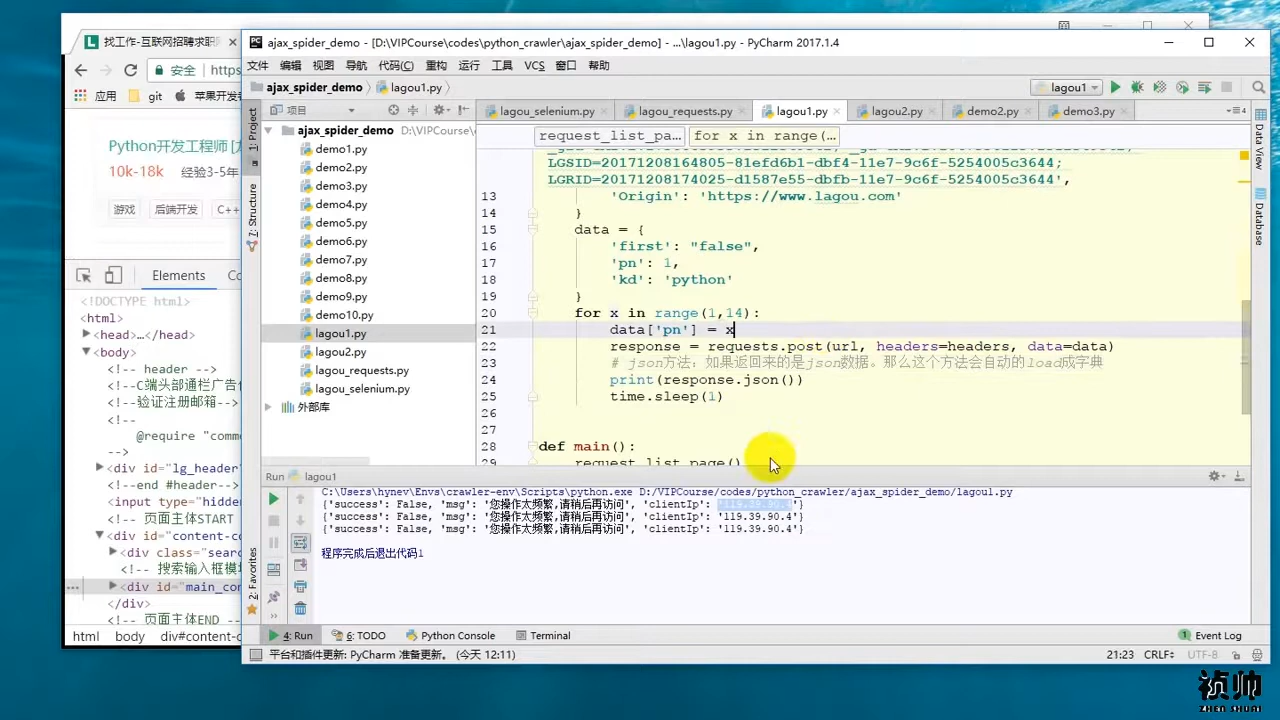 找工作-互联网招聘求职
安全 https
应用 git 苹果开发
Python开发工程师
10k-18k 经验3-5年
游戏 后端开发 C++
Elements
<!DOCTYPE html>
<html>
<head>…</head>
<body>
<!-- header -->
<!--C端头部通栏广告
<!--验证注册邮箱-->
<!--
@require "comm
-->
<div id="lg_header"
<!--end #header-->
<input type="hidde
<!-- 页面主体START
<div id="content-co
<div class="sear
<!-- 搜索输入框模
<div id="main_con
</div>
<!-- 页面主体END --
html body div#content-c
ajax_spider_demo - [D:\VIPCourse\codes\python_crawler\ajax_spider_demo] - ...\lagou1.py - PyCharm 2017.1.4
文件 编辑 视图 导航 代码(C) 重构 运行 工具 VCS 窗口 帮助
ajax_spider_demo lagou1.py
lagou1
项目
lagou_selenium.py lagou_requests.py lagou1.py lagou2.py demo2.py demo3.py
1: Project
7: Structure
2: Favorites
ajax_spider_demo D:\VIPCourse\
demo1.py
demo2.py
demo3.py
demo4.py
demo5.py
demo6.py
demo7.py
demo8.py
demo9.py
demo10.py
lagou1.py
lagou2.py
lagou_requests.py
lagou_selenium.py
外部库
request_list_pa... for x in range(...
LGSID=20171208164805-81efd6b1-dbf4-11e7-9c6f-5254005c3644;
LGRID=20171208174025-d1587e55-dbfb-11e7-9c6f-5254005c3644',
13 'Origin': 'https://www.lagou.com'
14 }
15 data = {
16 'first': "false",
17 'pn': 1,
18 'kd': 'python'
19 }
20 for x in range(1,14):
21 data['pn'] = x
22 response = requests.post(url, headers=headers, data=data)
23 # json方法：如果返回来的是json数据。那么这个方法会自动的load成字典
24 print(response.json())
25 time.sleep(1)
26
27
28 def main():
29 request_list_page()
Data View
Database
Run lagou1
C:\Users\hynev\Envs\crawler-env\Scripts\python.exe D:/VIPCourse/codes/python_crawler/ajax_spider_demo/lagou1.py
{'success': False, 'msg': '您操作太频繁,请稍后再访问', 'clientIp': '119.39.90.4'}
{'success': False, 'msg': '您操作太频繁,请稍后再访问', 'clientIp': '119.39.90.4'}
{'success': False, 'msg': '您操作太频繁,请稍后再访问', 'clientIp': '119.39.90.4'}
程序完成后退出代码1
4: Run 6: TODO Python Console Terminal 1 Event Log
平台和插件更新: PyCharm 准备更新。 (今天 12:11) 21:23 CRLF UTF-8
祯帅
ZHEN SHUAI